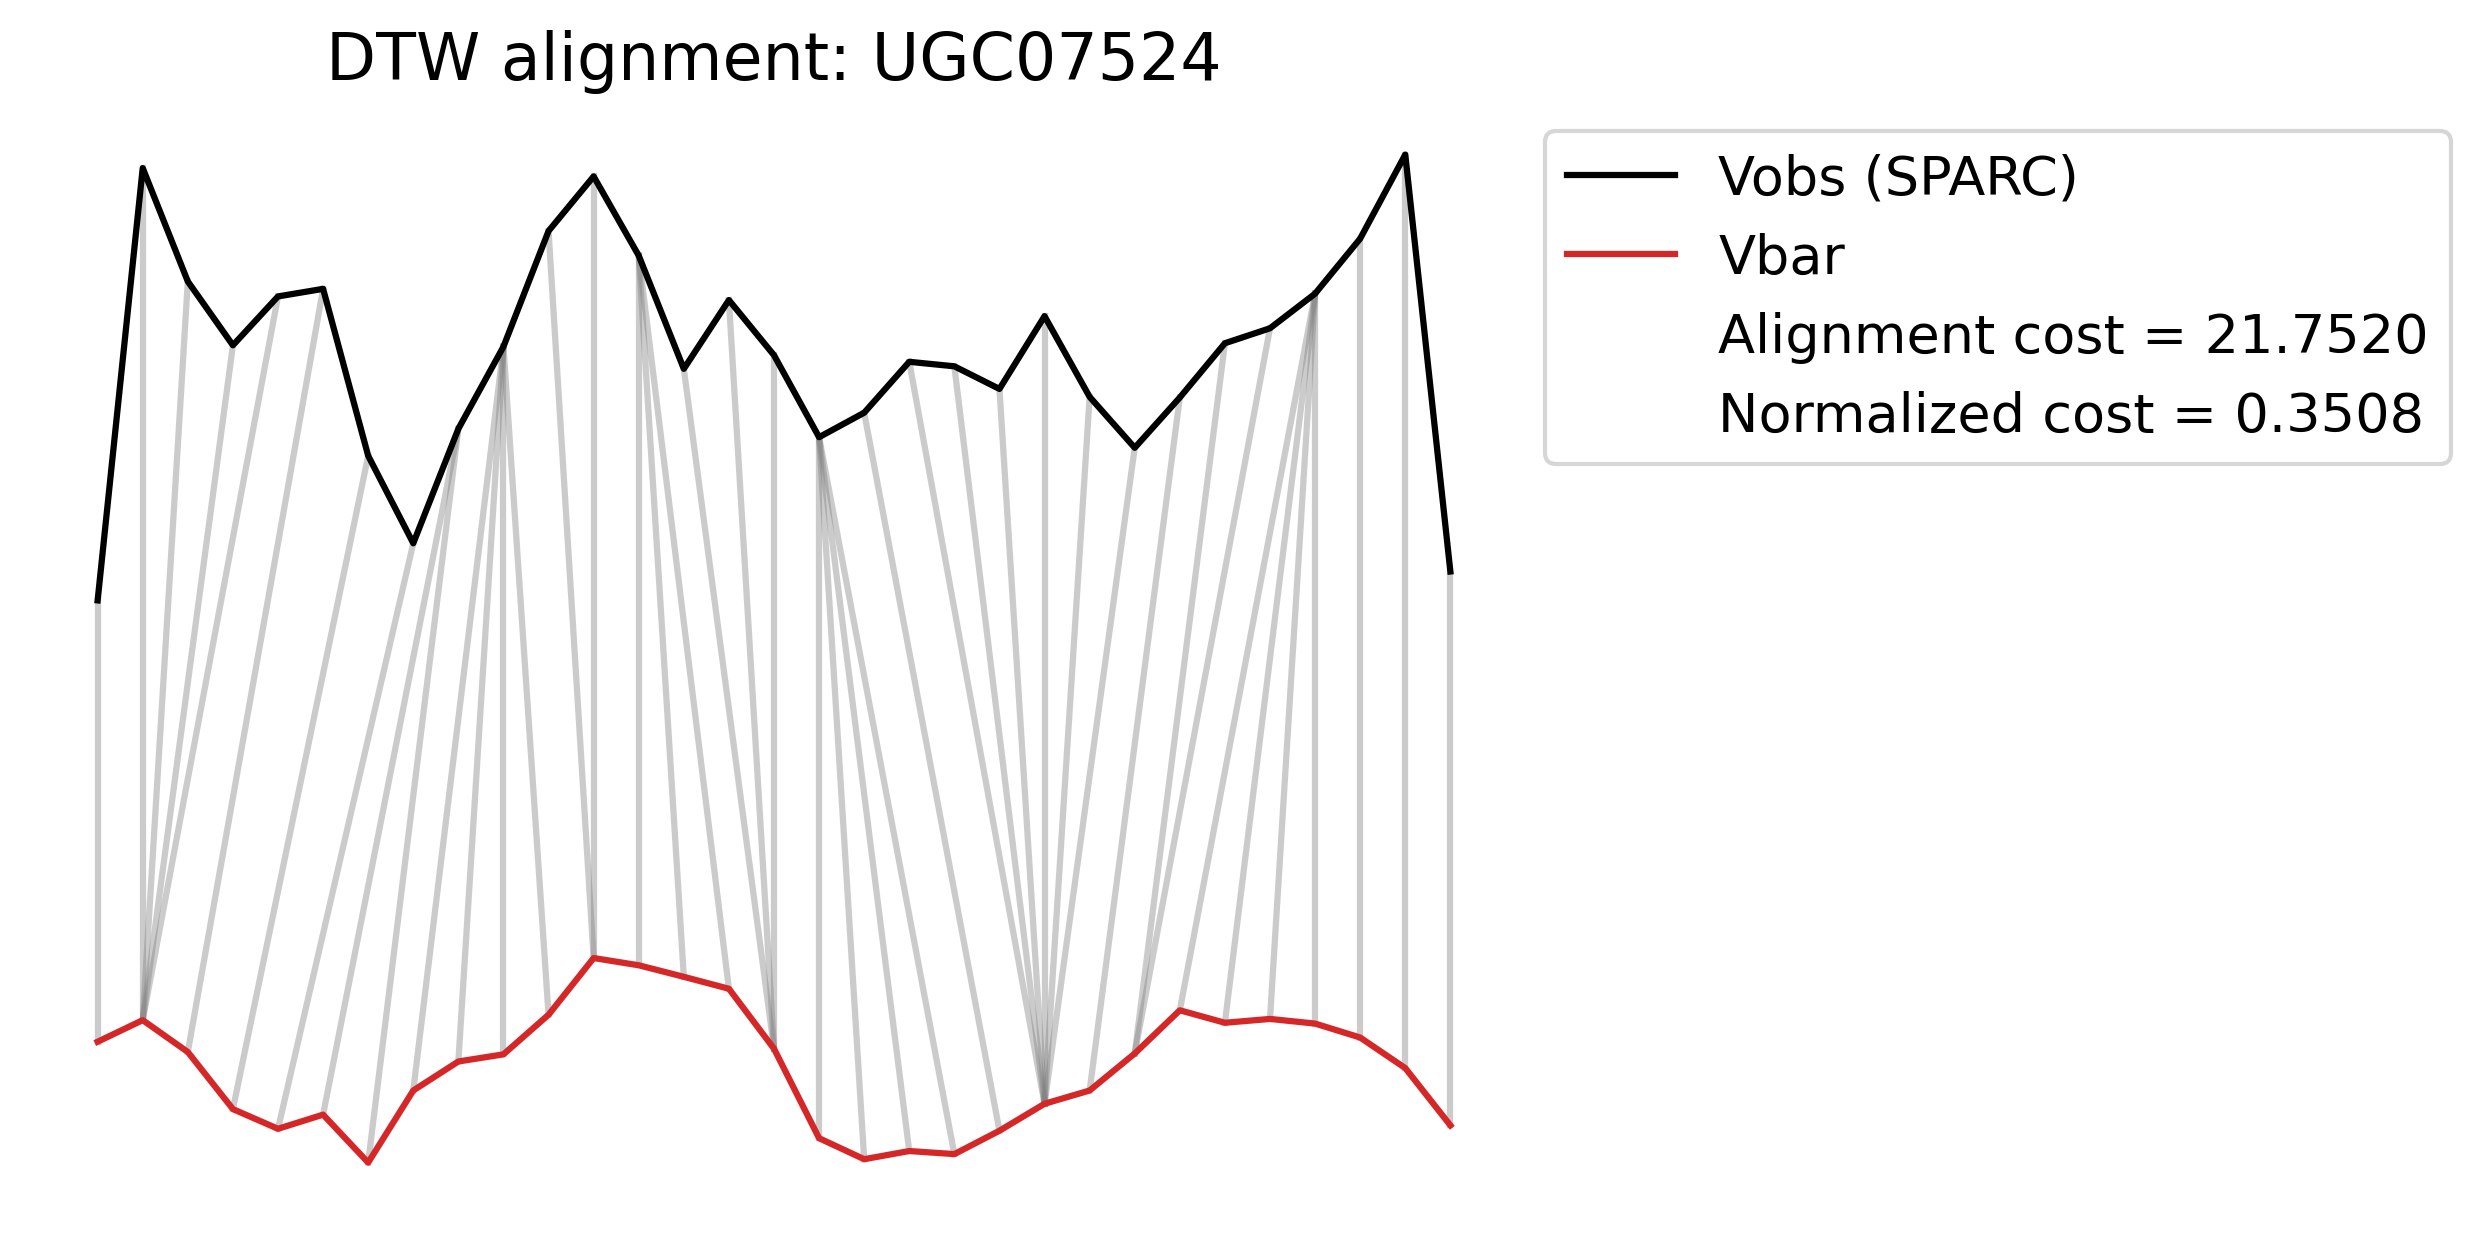 DTW alignment: UGC07524
Vobs (SPARC)
Vbar
Alignment cost = 21.7520
Normalized cost = 0.3508